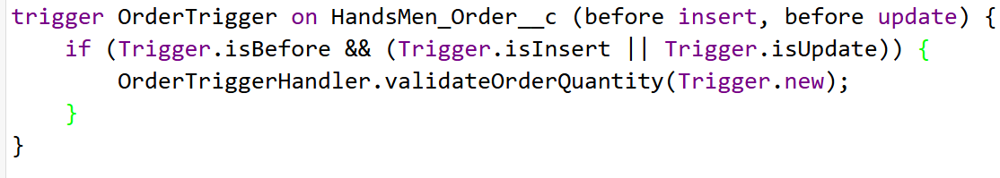 trigger OrderTrigger on HandsMen_Order__c (before insert, before update) {
    if (Trigger.isBefore && (Trigger.isInsert || Trigger.isUpdate)) {
        OrderTriggerHandler.validateOrderQuantity(Trigger.new);
    }
}